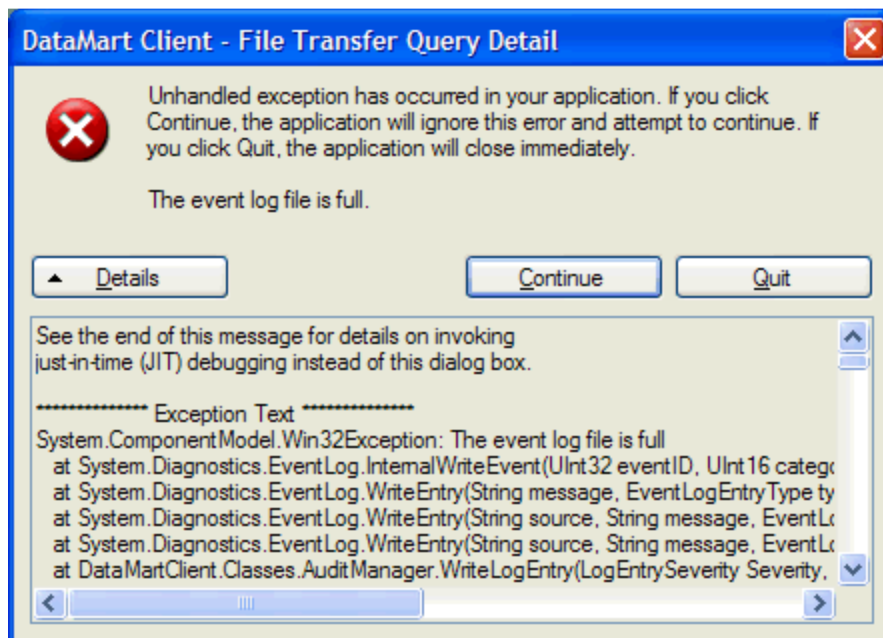 DataMart Client - File Transfer Query Detail
Unhandled exception has occurred in your application. If you click
Continue, the application will ignore this error and attempt to continue. If
you click Quit, the application will close immediately.
The event log file is full.
Details
Continue
Quit
See the end of this message for details on invoking
just-in-time (JIT) debugging instead of this dialog box.
************** Exception Text **************
System.ComponentModel.Win32Exception: The event log file is full
at System.Diagnostics.EventLog.InternalWriteEvent(UInt32 eventID, UInt16 catego
at System.Diagnostics.EventLog.WriteEntry(String message, EventLogEntryType ty
at System.Diagnostics.EventLog.WriteEntry(String source, String message, EventLo
at System.Diagnostics.EventLog.WriteEntry(String source, String message, EventLo
at DataMartClient.Classes.AuditManager.WriteLogEntry(LogEntrySeverity Severity,